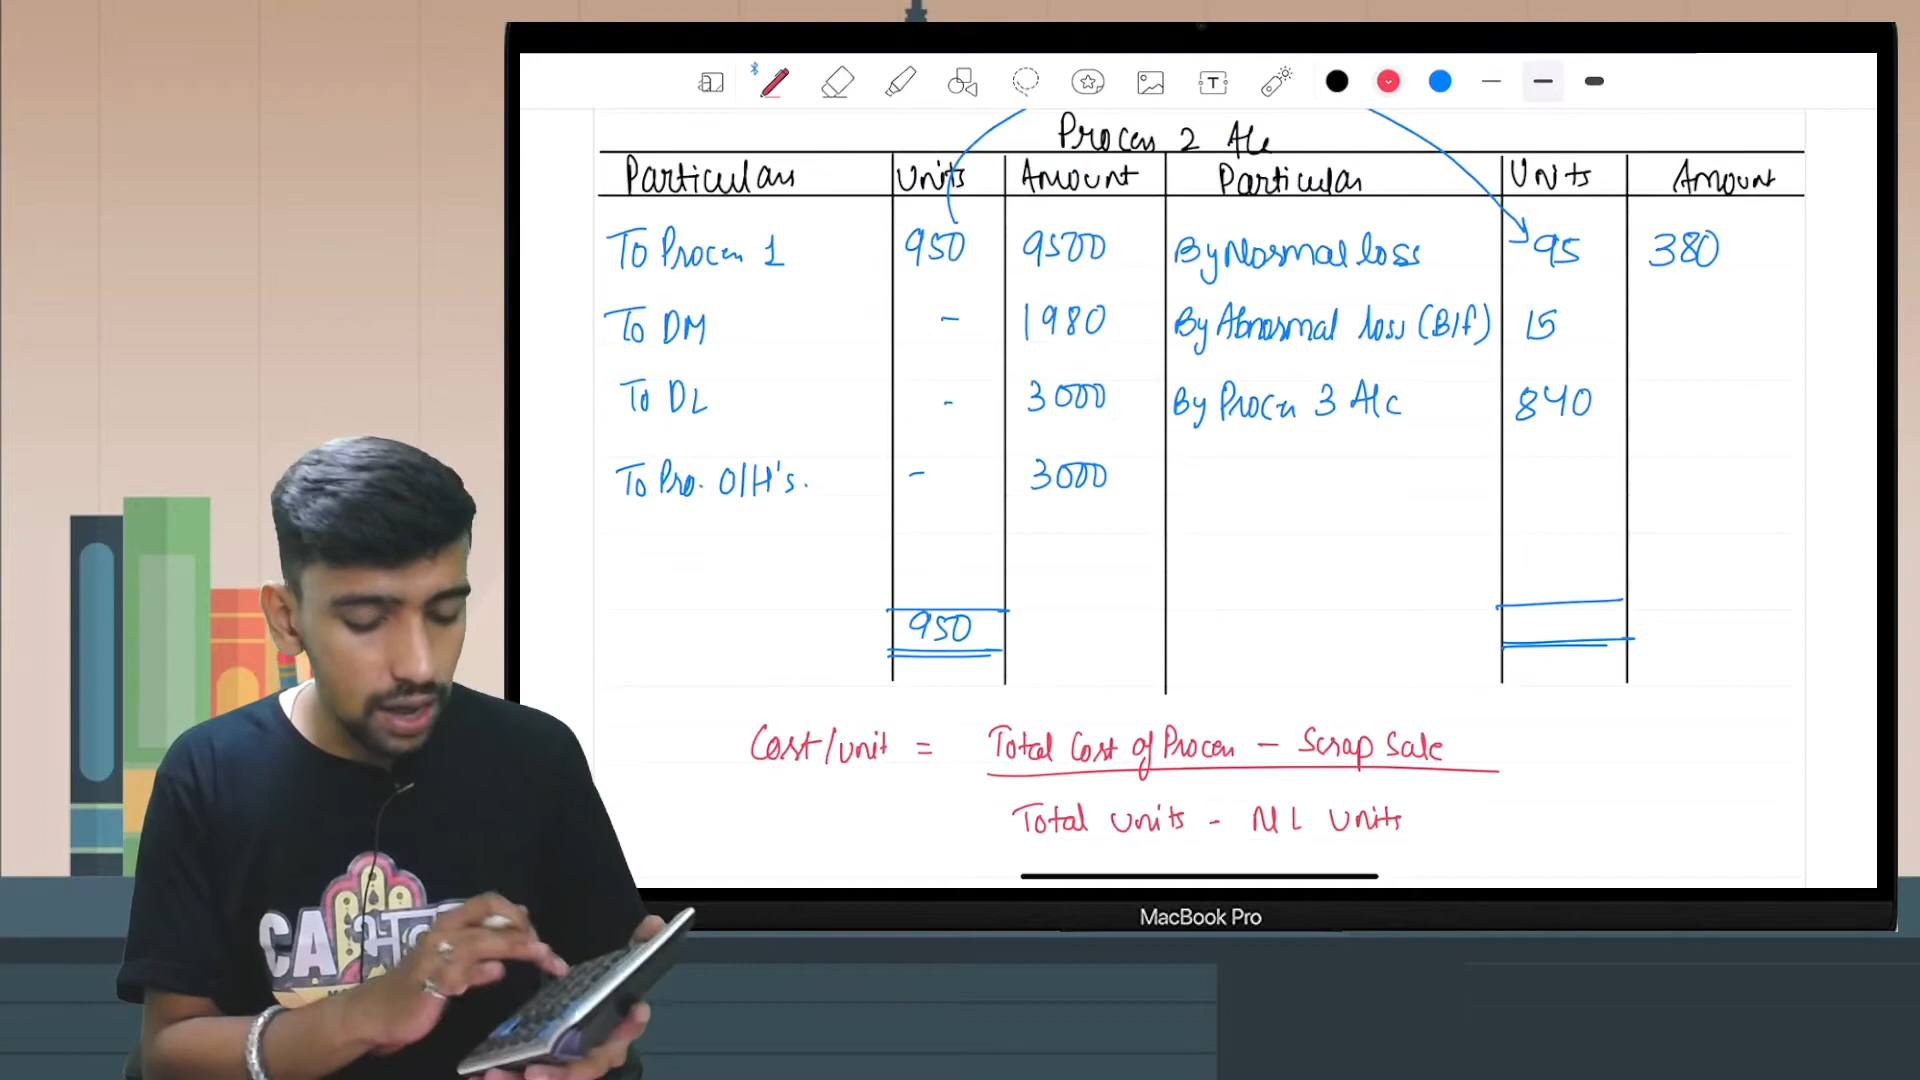 Process 2 A/c
Particulars Units Amount Particular Units Amount
To Process 1 950 9500 By Normal loss 95 380
To DM - 1980 By Abnormal loss (B/f) 15
To DL - 3000 By Process 3 A/c 840
To Pro. O/H's. - 3000
950
Cost/unit = Total Cost of Process - Scrap Sale
Total units - NL units
MacBook Pro
CA